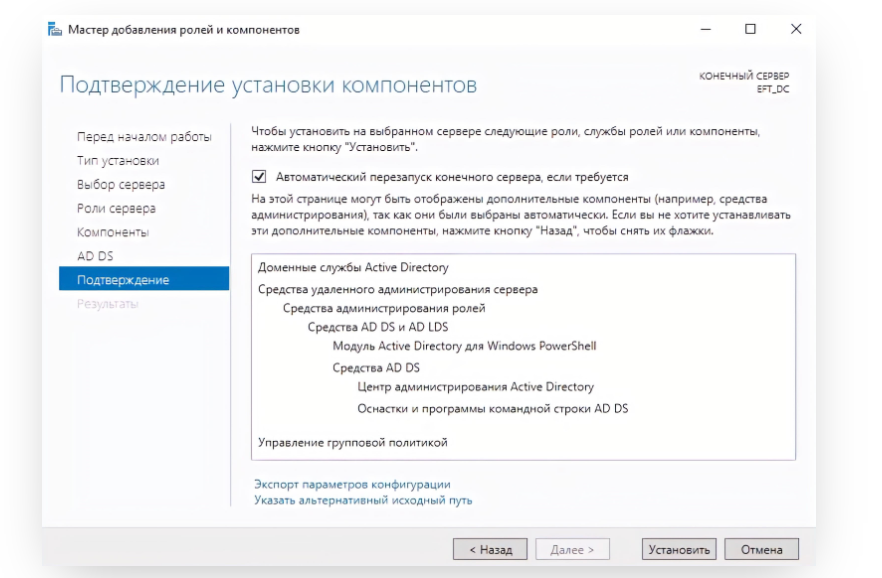 Мастер добавления ролей и компонентов
Подтверждение установки компонентов
КОНЕЧНЫЙ СЕРВЕР
EFT_DC
Перед началом работы
Тип установки
Выбор сервера
Роли сервера
Компоненты
AD DS
Подтверждение
Результаты
Чтобы установить на выбранном сервере следующие роли, службы ролей или компоненты,
нажмите кнопку "Установить".
Автоматический перезапуск конечного сервера, если требуется
На этой странице могут быть отображены дополнительные компоненты (например, средства
администрирования), так как они были выбраны автоматически. Если вы не хотите устанавливать
эти дополнительные компоненты, нажмите кнопку "Назад", чтобы снять их флажки.
Доменные службы Active Directory
Средства удаленного администрирования сервера
Средства администрирования ролей
Средства AD DS и AD LDS
Модуль Active Directory для Windows PowerShell
Средства AD DS
Центр администрирования Active Directory
Оснастки и программы командной строки AD DS
Управление групповой политикой
Экспорт параметров конфигурации
Указать альтернативный исходный путь
< Назад
Далее >
Установить
Отмена